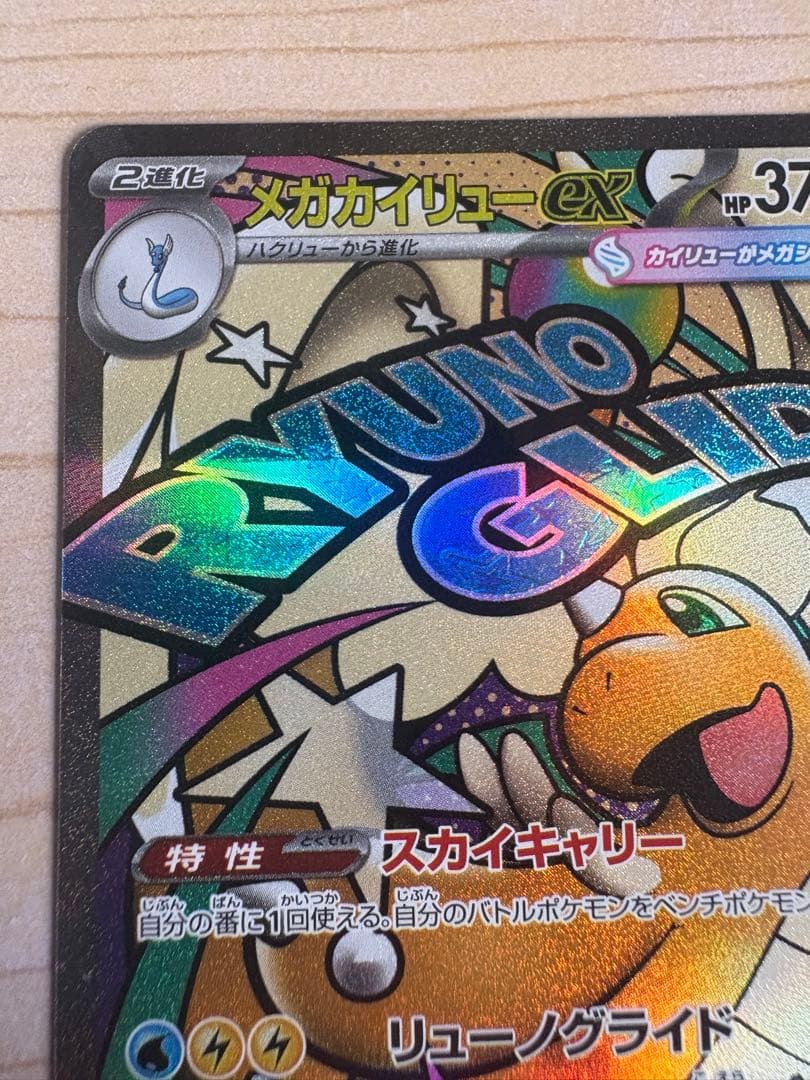 2進化
メガカイリューex
HP 37
ハクリューから進化
カイリューがメガシ
RYUNO
GLID
特性
とくせい
スカイキャリー
じぶん ばん かいつか じぶん
自分の番に1回使える。自分のバトルポケモンをベンチポケモン
リューノグライド